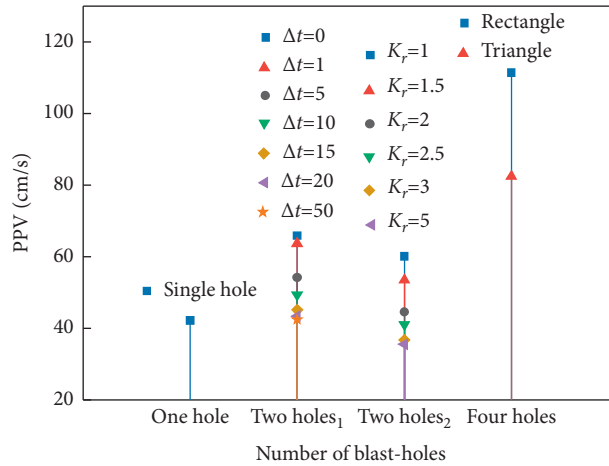 PPV (cm/s)
130
120
100
80
60
40
20
Single hole
Δt=0
Δt=1
Δt=5
Δt=10
Δt=15
Δt=20
Δt=50
Kr=1
Kr=1.5
Kr=2
Kr=2.5
Kr=3
Kr=5
Rectangle
Triangle
One hole Two holes1 Two holes2 Four holes
Number of blast-holes